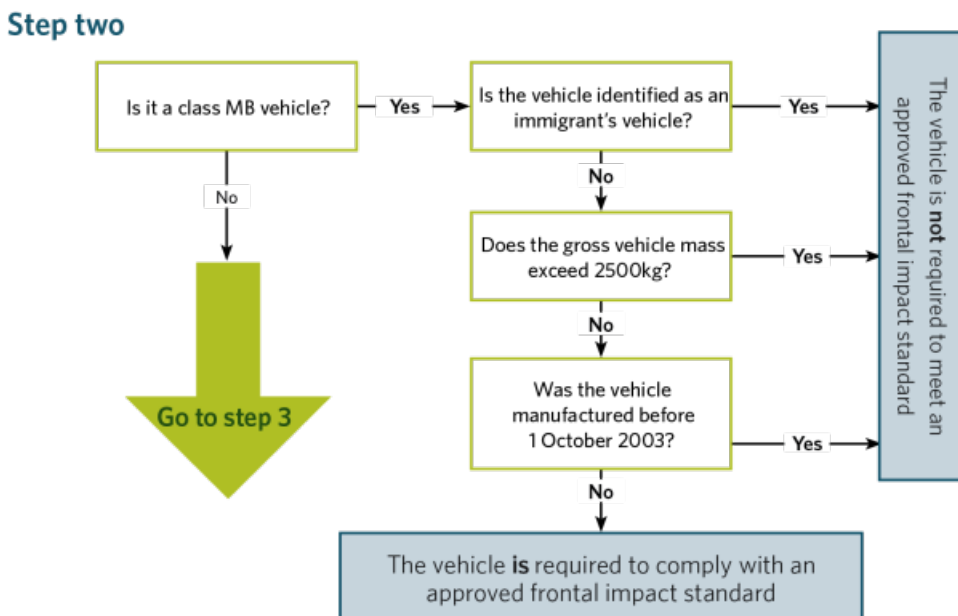 Step two
Is it a class MB vehicle?
Yes
Is the vehicle identified as an
immigrant's vehicle?
Yes
No
No
Does the gross vehicle mass
exceed 2500kg?
Yes
No
Go to step 3
Was the vehicle
manufactured before
1 October 2003?
Yes
No
The vehicle is not required to meet an
approved frontal impact standard
The vehicle is required to comply with an
approved frontal impact standard